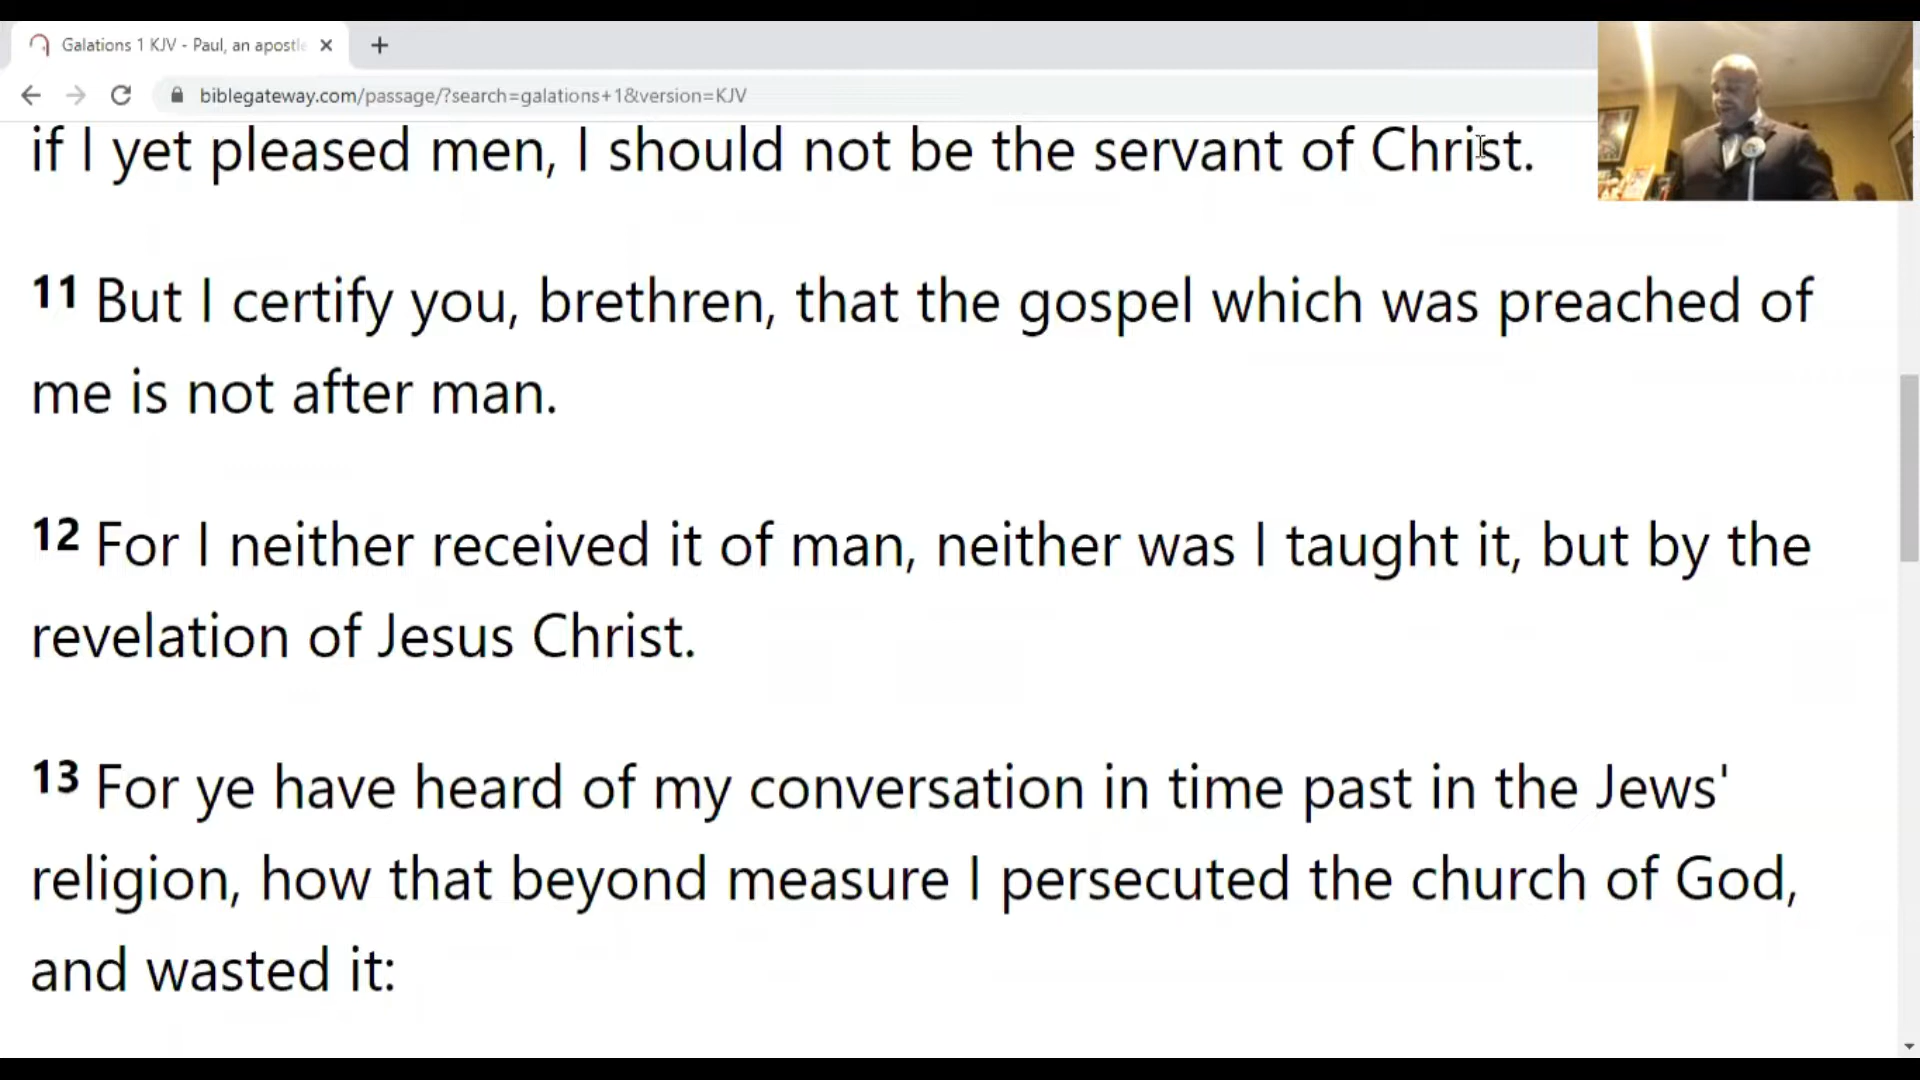 Galations 1 KJV - Paul, an apostle
biblegateway.com/passage/?search=galations+1&version=KJV
if I yet pleased men, I should not be the servant of Christ.
11 But I certify you, brethren, that the gospel which was preached of
me is not after man.
12 For I neither received it of man, neither was I taught it, but by the
revelation of Jesus Christ.
13 For ye have heard of my conversation in time past in the Jews'
religion, how that beyond measure I persecuted the church of God,
and wasted it: